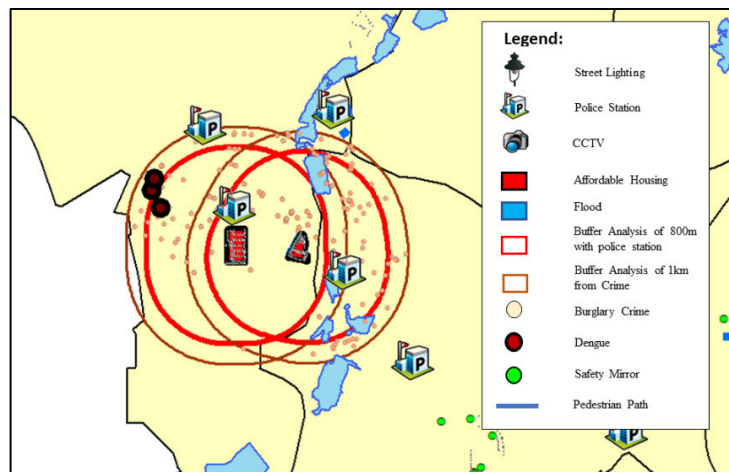 Legend:
Street Lighting
P
Police Station
CCTV
Affordable Housing
Flood
Buffer Analysis of 800m
with police station
Buffer Analysis of 1km
from Crime
Burglary Crime
Dengue
Safety Mirror
Pedestrian Path
P
P
P
P
P
P